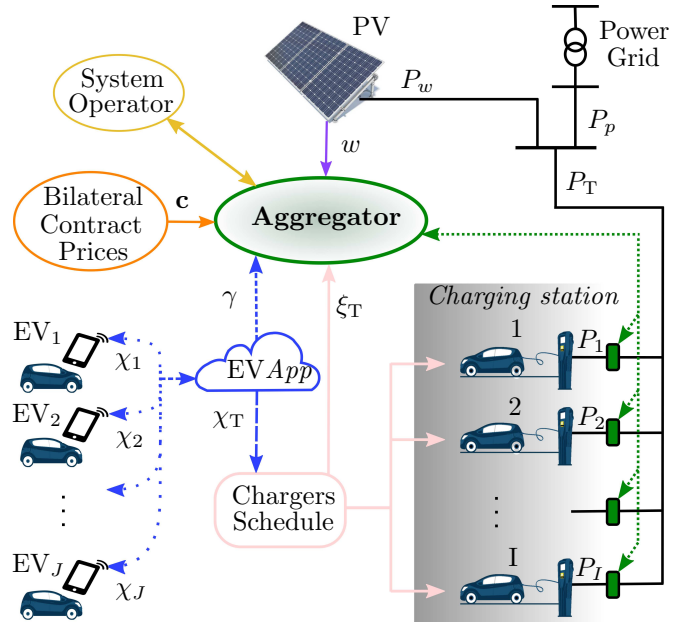 PV
Power
Grid
System
Operator
P_w
P_p
w
P_T
Bilateral
Contract
Prices
c
Aggregator
γ
ξ_T
Charging station
EV_1
χ_1
EVApp
1
P_1
EV_2
χ_2
χ_T
2
P_2
⋮
Chargers
Schedule
⋮
EV_J
χ_J
I
P_I